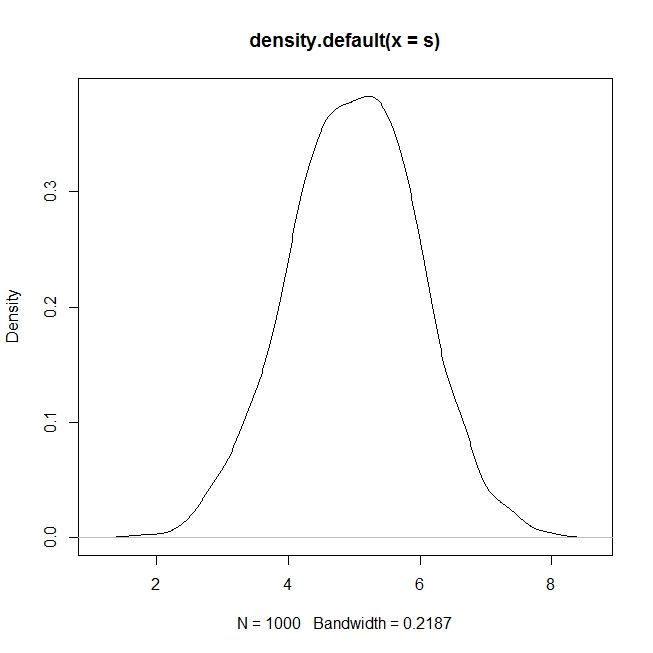 density.default(x = s)
Density
0.3
0.2
0.1
0.0
2 4 6 8
N = 1000 Bandwidth = 0.2187